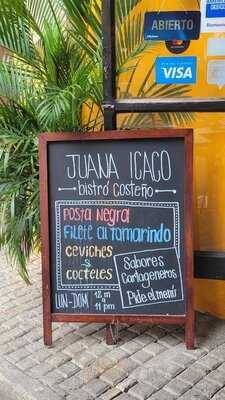 ABIERTO
VISA
JUANA ICACO
bistró costeño
POSTA NEGRA
FILETE AL TAMARINDO
CEVICHES
y
COCTELES
Sabores
Cartageneros
Pide el menú
LUN-DOM 12 m
a
11 pm